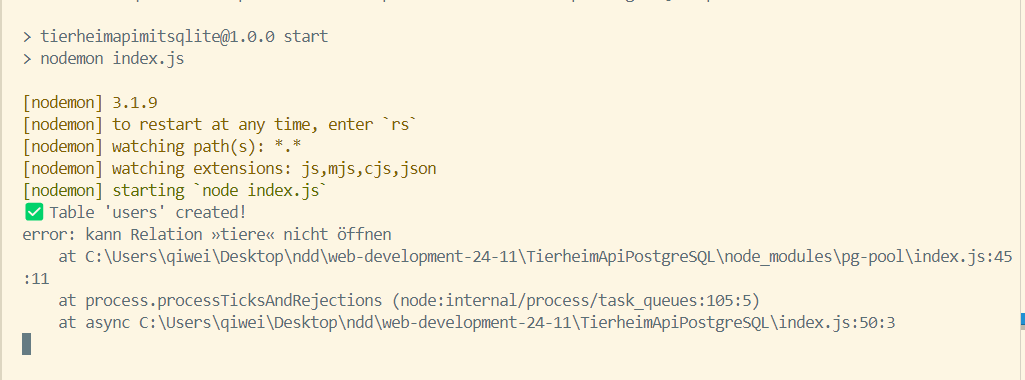 > tierheimapimitsqlite@1.0.0 start
> nodemon index.js
[nodemon] 3.1.9
[nodemon] to restart at any time, enter `rs`
[nodemon] watching path(s): *.*
[nodemon] watching extensions: js,mjs,cjs,json
[nodemon] starting `node index.js`
✅ Table 'users' created!
error: kann Relation »tiere« nicht öffnen
    at C:\Users\qiwei\Desktop\ndd\web-development-24-11\TierheimApiPostgreSQL\node_modules\pg-pool\index.js:45
:11
    at process.processTicksAndRejections (node:internal/process/task_queues:105:5)
    at async C:\Users\qiwei\Desktop\ndd\web-development-24-11\TierheimApiPostgreSQL\index.js:50:3